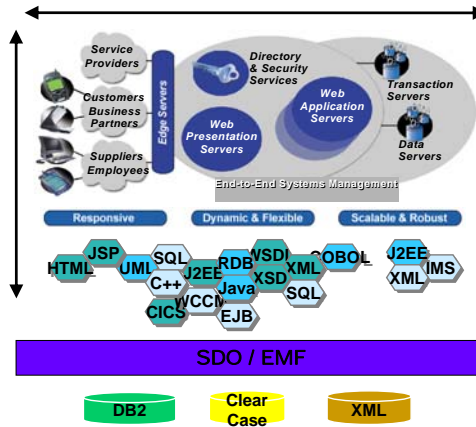 Service
Providers
Customers
Business
Partners
Suppliers
Employees
Edge Servers
Directory
& Security
Services
Web
Presentation
Servers
Web
Application
Servers
Transaction
Servers
Data
Servers
End-to-End Systems Management
Responsive
Dynamic & Flexible
Scalable & Robust
HTML
JSP
UML
SQL
C++
CICS
J2EE
WCCM
RDB
Java
EJB
WSDL
XSD
XML
SQL
COBOL
J2EE
XML
IMS
SDO / EMF
DB2
Clear
Case
XML